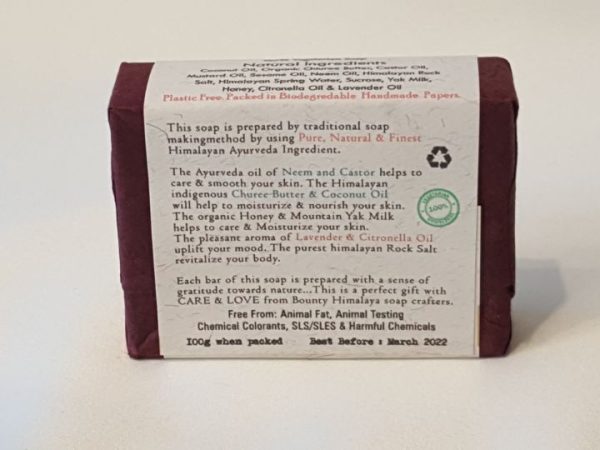 Natural Ingredients
Coconut Oil, Organic Chiuree Butter, Castor Oil,
Mustard Oil, Sesame Oil, Neem Oil, Himalayan Rock
Salt, Himalayan Spring Water, Sucrose, Yak Milk,
Honey, Citronella Oil & Lavender Oil
Plastic Free Packed in Biodegredable Handmade Papers.
This soap is prepared by traditional soap
makingmethod by using Pure, Natural & Finest
Himalayan Ayurveda Ingredient.
The Ayurveda oil of Neem and Castor helps to
care & smooth your skin. The Himalayan
indigenous Churee-Butter & Coconut Oil
will help to moisturize & nourish your skin.
The organic Honey & Mountain Yak Milk
helps to care & Moisturize your skin.
The pleasant aroma of Lavender & Citronella Oil
uplift your mood. The purest himalayan Rock Salt
revitalize your body.
100%
Each bar of this soap is prepared with a sense of
gratitude towards nature...This is a perfect gift with
CARE & LOVE from Bounty Himalaya soap crafters.
Free From: Animal Fat, Animal Testing
Chemical Colorants, SLS/SLES & Harmful Chemicals
100g when packed Best Before : March 2022